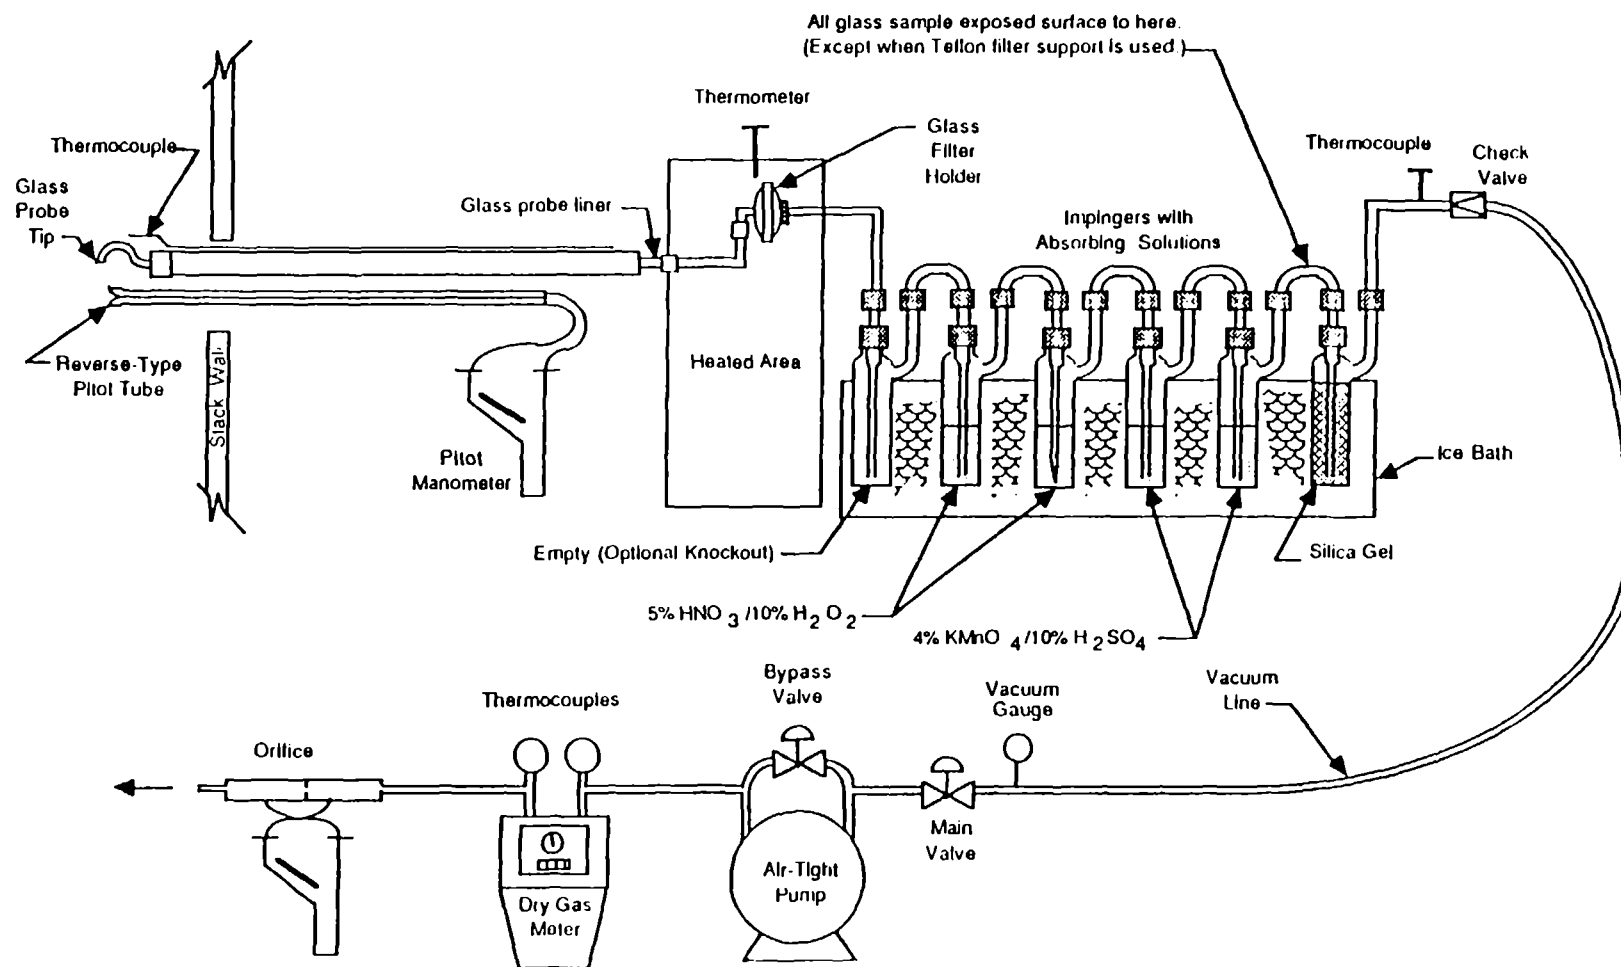 All glass sample exposed surface to here.
(Except when Teflon filter support is used.)
Thermometer
Glass
Filter
Holder
Thermocouple
Thermocouple
Check
Valve
Glass
Probe
Tip
Glass probe liner
Impingers with
Absorbing Solutions
Reverse-Type
Pitot Tube
Stack Wall
Heated Area
Pitot
Manometer
Ice Bath
Empty (Optional Knockout)
Silica Gel
5% HNO3/10% H2O2
4% KMnO4/10% H2SO4
Bypass
Valve
Vacuum
Gauge
Vacuum
Line
Thermocouples
Orifice
Main
Valve
Air-Tight
Pump
Dry Gas
Meter